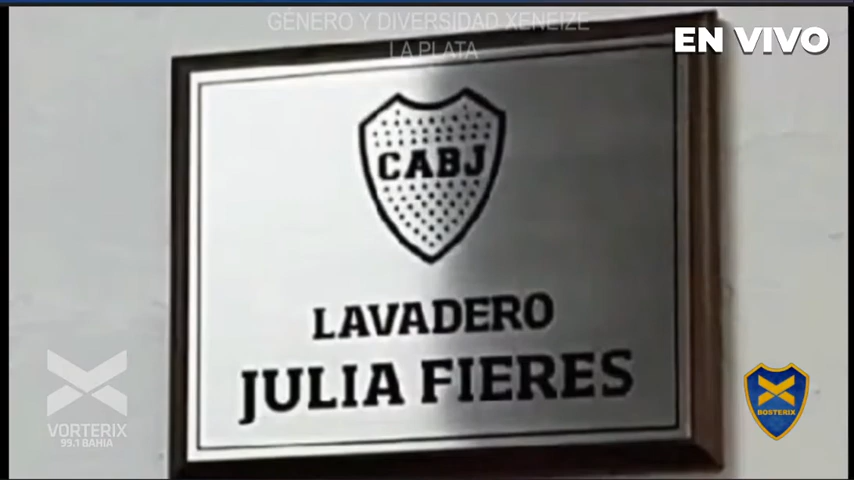 GÉNERO Y DIVERSIDAD XENEIZE
LA PLATA
EN VIVO
CABJ
LAVADERO
JULIA FIERES
VORTERIX
99.1 BAHIA
BOSTERIX